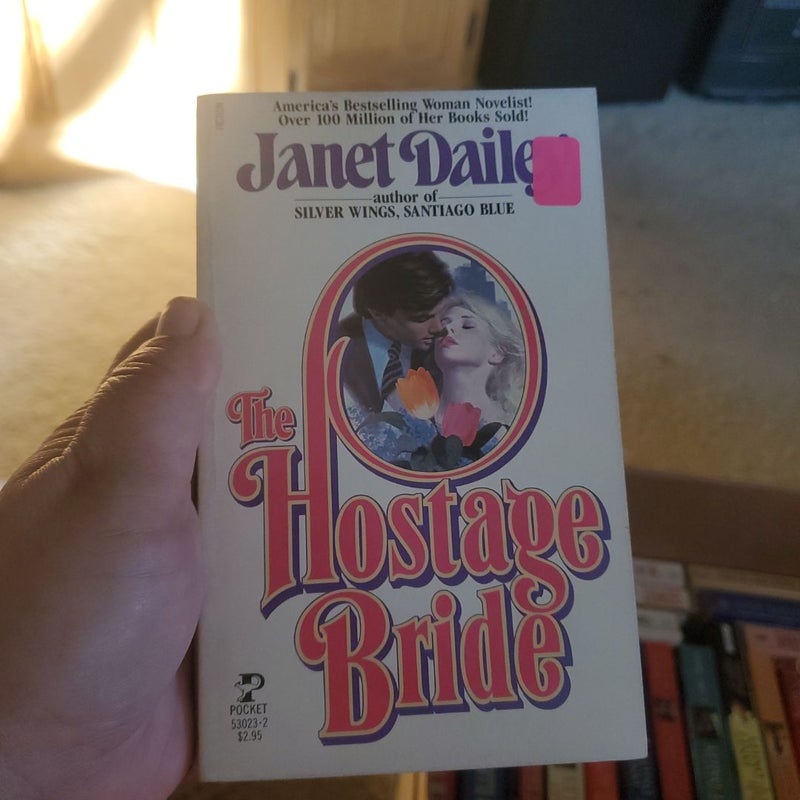 America's Bestselling Woman Novelist!
Over 100 Million of Her Books Sold!
Janet Daile
author of
SILVER WINGS, SANTIAGO BLUE
The
Hostage
Bride
P
POCKET
53023-2
$2.95